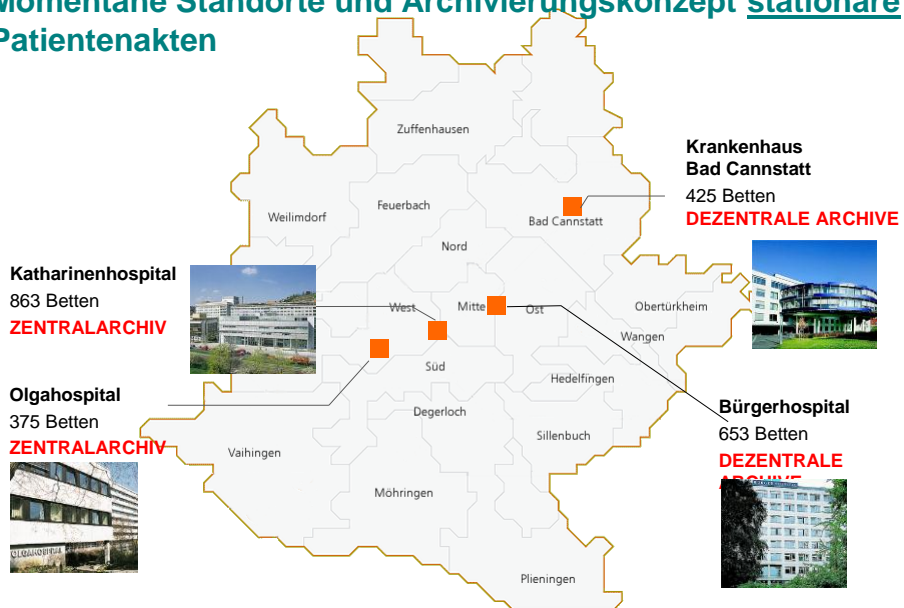 Momentane Standorte und Archivierungskonzept stationäre
Patientenakten
Zuffenhausen
Krankenhaus
Bad Cannstatt
425 Betten
DEZENTRALE ARCHIVE
Weilimdorf
Feuerbach
Bad Cannstatt
Nord
Katharinenhospital
863 Betten
ZENTRALARCHIV
West
Mitte
Ost
Obertürkheim
Wangen
Süd
Hedelfingen
Olgahospital
375 Betten
ZENTRALARCHIV
Degerloch
Sillenbuch
Vaihingen
Bürgerhospital
653 Betten
DEZENTRALE
ARCHIVE
Möhringen
Plieningen